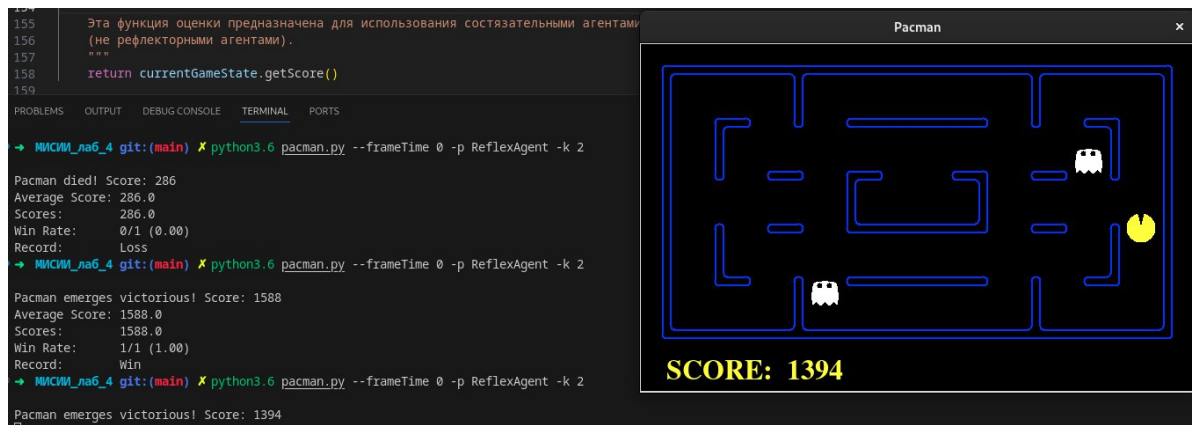 155 Эта функция оценки предназначена для использования состязательными агентами
156 (не рефлекторными агентами).
157 """
158 return currentGameState.getScore()
159
PROBLEMS OUTPUT DEBUG CONSOLE TERMINAL PORTS
➜ МИСИИ_лаб_4 git:(main) ✗ python3.6 pacman.py --frameTime 0 -p ReflexAgent -k 2
Pacman died! Score: 286
Average Score: 286.0
Scores: 286.0
Win Rate: 0/1 (0.00)
Record: Loss
➜ МИСИИ_лаб_4 git:(main) ✗ python3.6 pacman.py --frameTime 0 -p ReflexAgent -k 2
Pacman emerges victorious! Score: 1588
Average Score: 1588.0
Scores: 1588.0
Win Rate: 1/1 (1.00)
Record: Win
➜ МИСИИ_лаб_4 git:(main) ✗ python3.6 pacman.py --frameTime 0 -p ReflexAgent -k 2
Pacman emerges victorious! Score: 1394
Pacman ×
SCORE: 1394